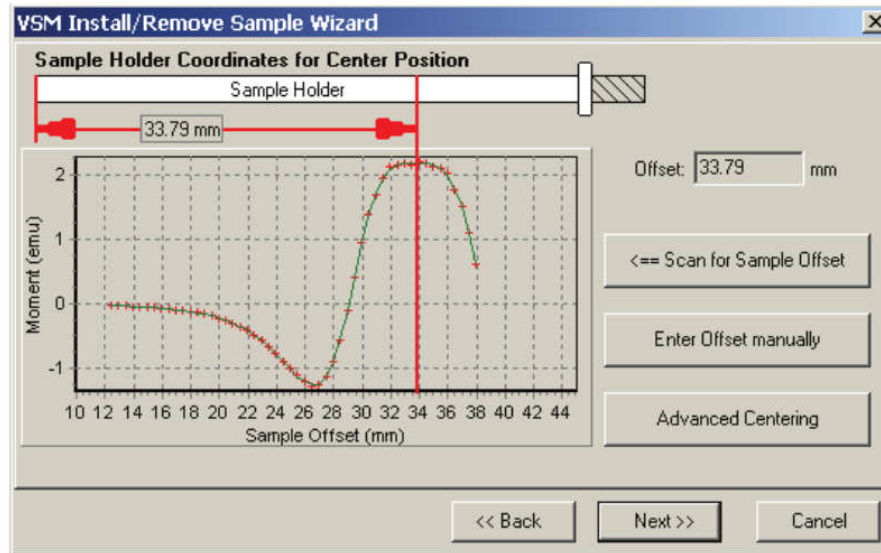 VSM Install/Remove Sample Wizard
Sample Holder Coordinates for Center Position
Sample Holder
33.79 mm
Offset: 33.79 mm
2
1
0
-1
Moment (emu)
10 12 14 16 18 20 22 24 26 28 30 32 34 36 38 40 42 44
Sample Offset (mm)
<== Scan for Sample Offset
Enter Offset manually
Advanced Centering
<< Back
Next >>
Cancel